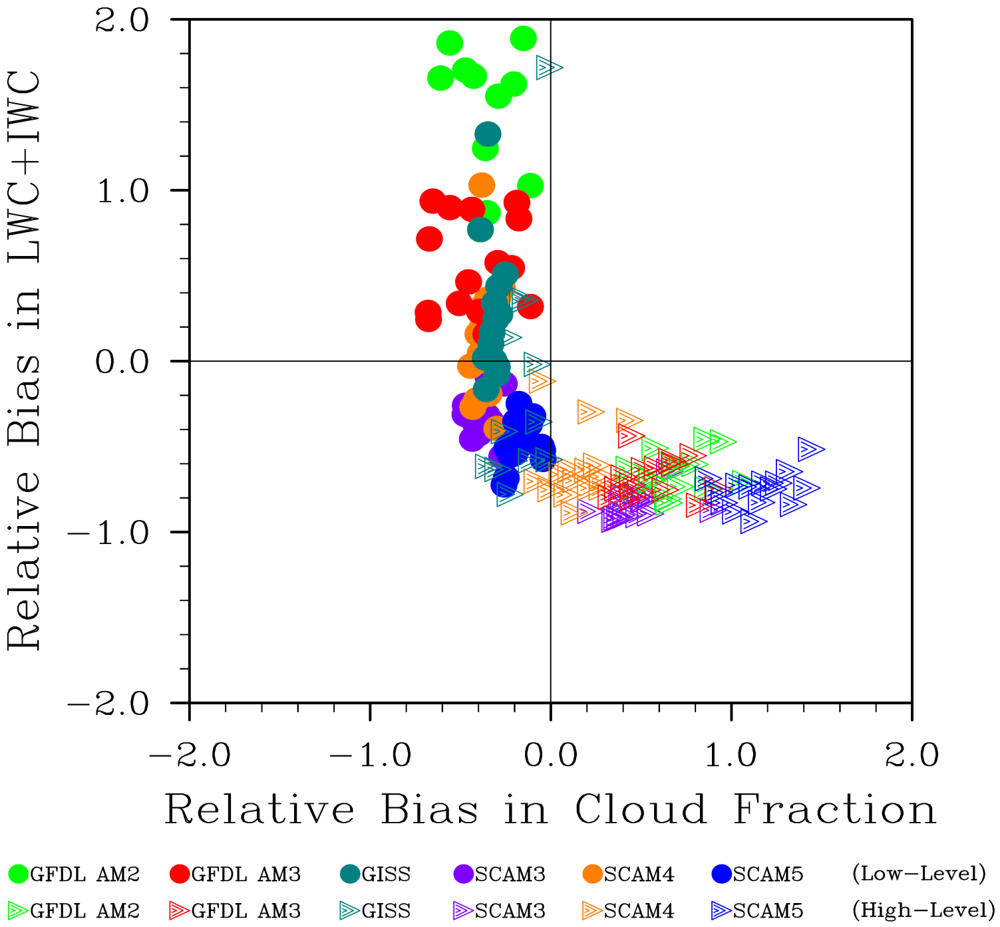 Relative Bias in LWC+IWC
2.0
1.0
0.0
−1.0
−2.0
−2.0 −1.0 0.0 1.0 2.0
Relative Bias in Cloud Fraction
GFDL AM2 GFDL AM3 GISS SCAM3 SCAM4 SCAM5 (Low−Level)
GFDL AM2 GFDL AM3 GISS SCAM3 SCAM4 SCAM5 (High−Level)